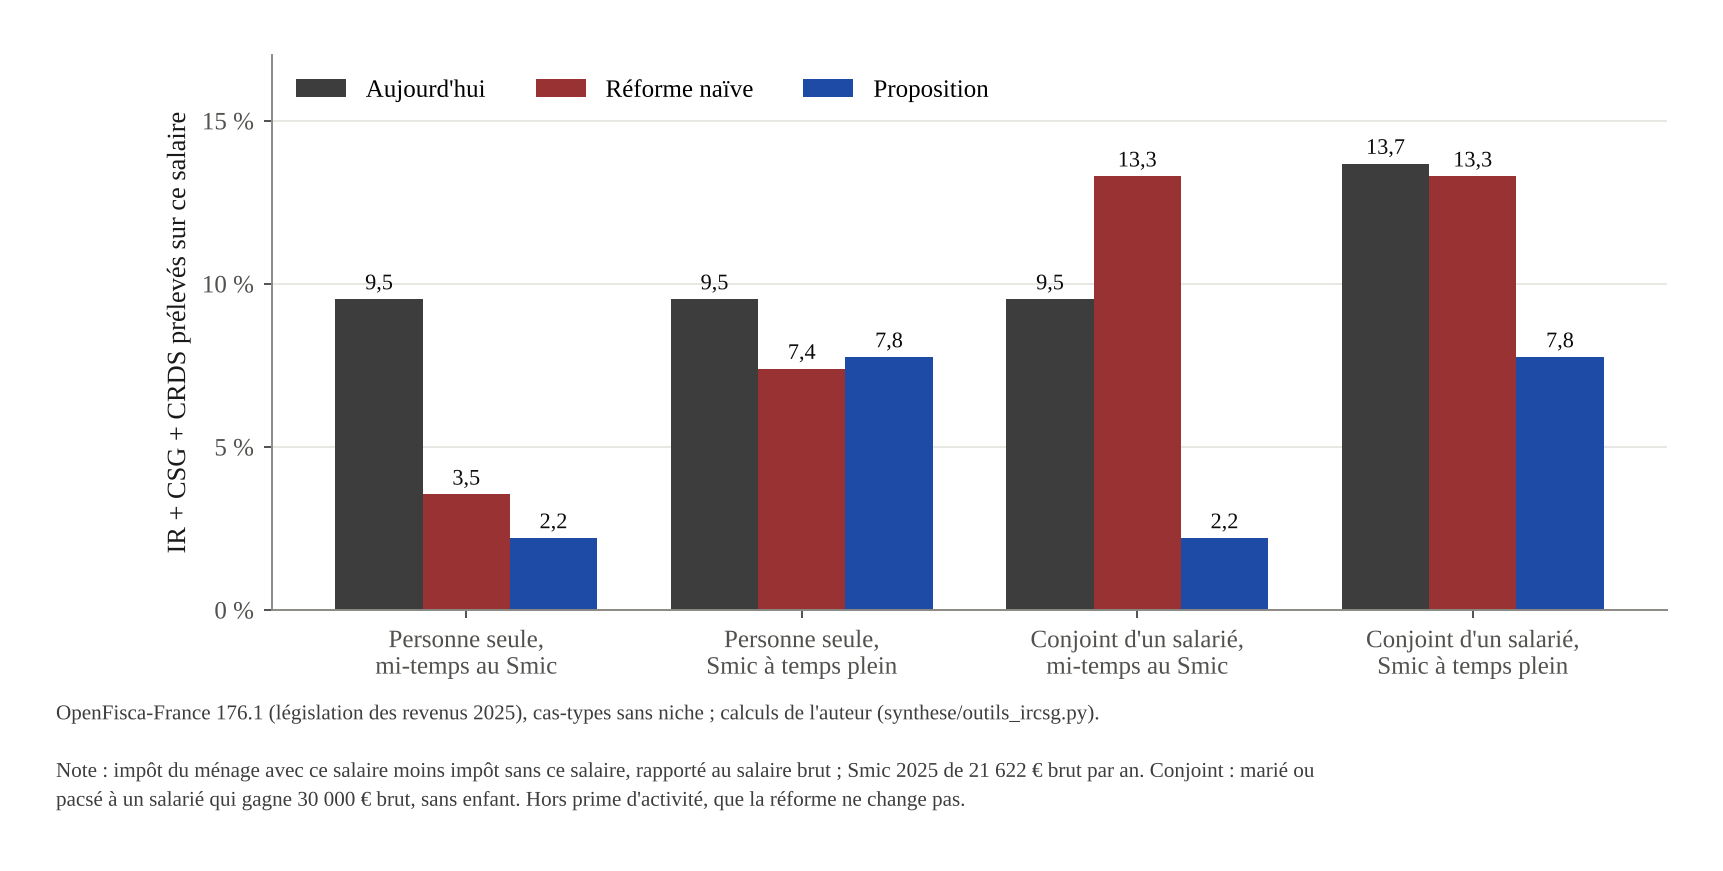 Aujourd'hui
Réforme naïve
Proposition
IR + CSG + CRDS prélevés sur ce salaire
15 %
10 %
5 %
0 %
9,5
3,5
2,2
9,5
7,4
7,8
9,5
13,3
2,2
13,7
13,3
7,8
Personne seule,
mi-temps au Smic
Personne seule,
Smic à temps plein
Conjoint d'un salarié,
mi-temps au Smic
Conjoint d'un salarié,
Smic à temps plein
OpenFisca-France 176.1 (législation des revenus 2025), cas-types sans niche ; calculs de l'auteur (synthese/outils_ircsg.py).
Note : impôt du ménage avec ce salaire moins impôt sans ce salaire, rapporté au salaire brut ; Smic 2025 de 21 622 € brut par an. Conjoint : marié ou
pacsé à un salarié qui gagne 30 000 € brut, sans enfant. Hors prime d'activité, que la réforme ne change pas.